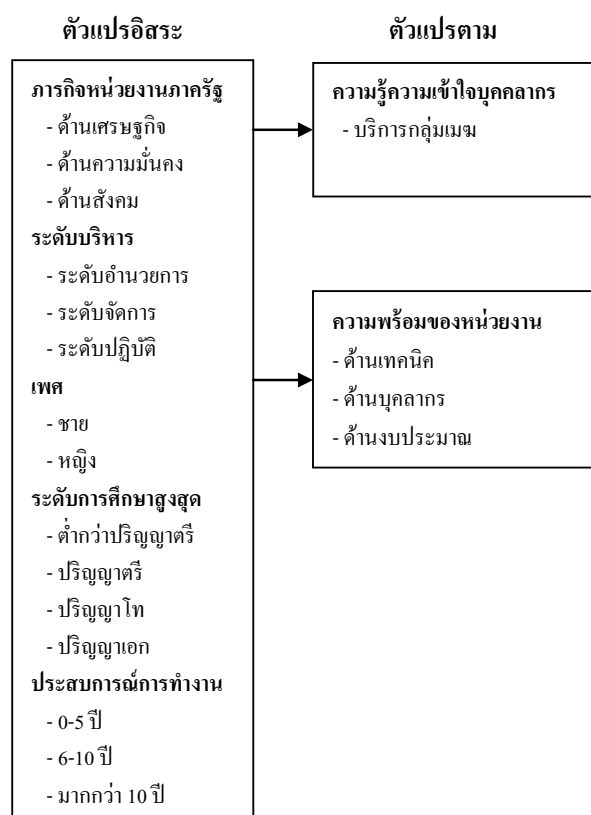 ตัวแปรอิสระ
ภารกิจหน่วยงานภาครัฐ
- ด้านเศรษฐกิจ
- ด้านความมั่นคง
- ด้านสังคม
ระดับบริหาร
- ระดับอำนวยการ
- ระดับจัดการ
- ระดับปฏิบัติ
เพศ
- ชาย
- หญิง
ระดับการศึกษาสูงสุด
- ต่ำกว่าปริญญาตรี
- ปริญญาตรี
- ปริญญาโท
- ปริญญาเอก
ประสบการณ์การทำงาน
- 0-5 ปี
- 6-10 ปี
- มากกว่า 10 ปี
ตัวแปรตาม
ความรู้ความเข้าใจบุคคลากร
- บริการกลุ่มเมฆ
ความพร้อมของหน่วยงาน
- ด้านเทคนิค
- ด้านบุคลากร
- ด้านงบประมาณ